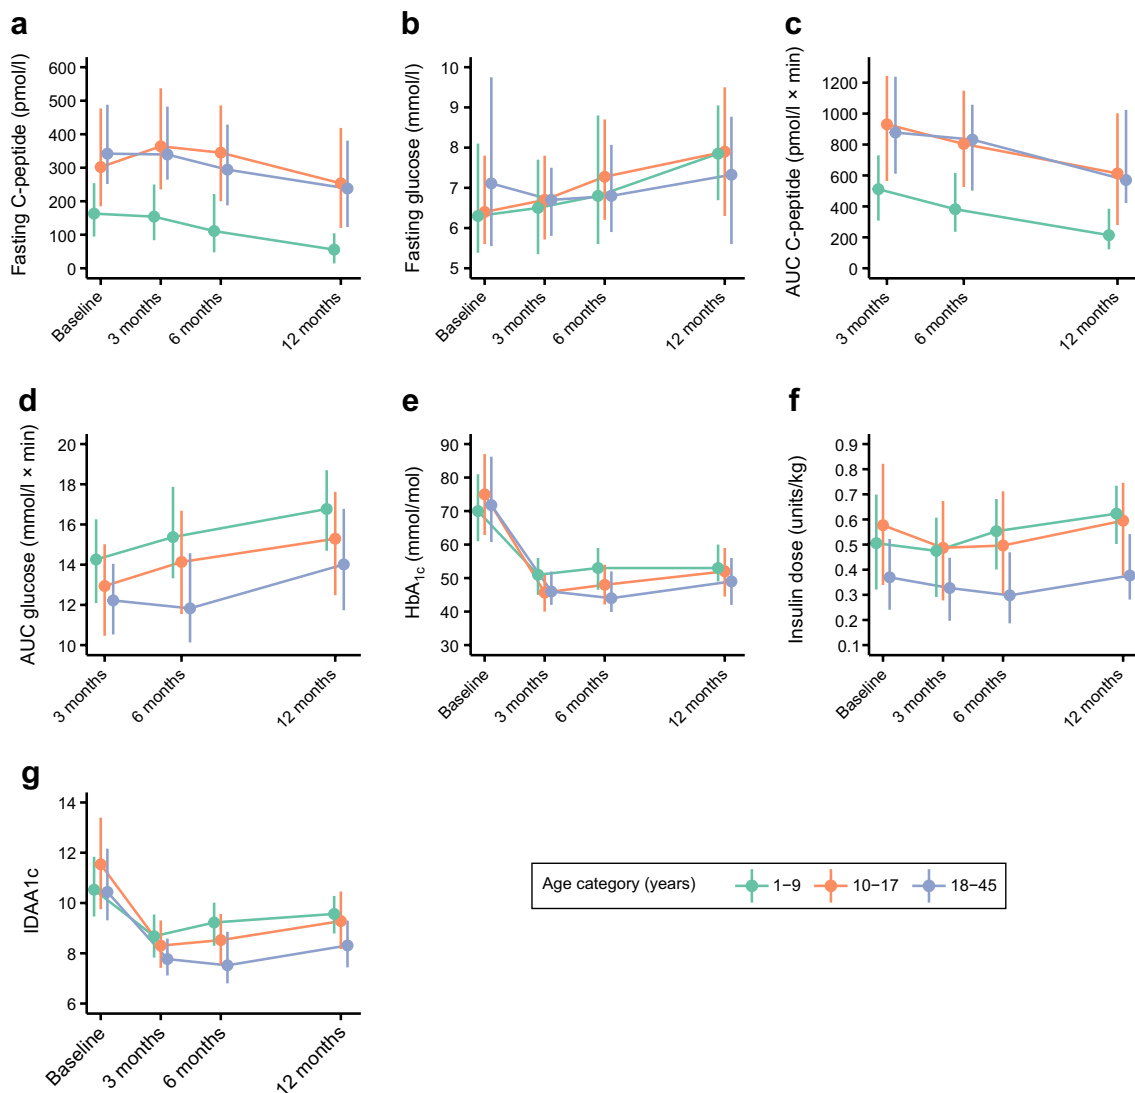 a
Fasting C-peptide (pmol/l)
600
500
400
300
200
100
0
Baseline
3 months
6 months
12 months
b
Fasting glucose (mmol/l)
10
9
8
7
6
5
Baseline
3 months
6 months
12 months
c
AUC C-peptide (pmol/l × min)
1200
1000
800
600
400
200
0
3 months
6 months
12 months
d
AUC glucose (mmol/l × min)
20
18
16
14
12
10
3 months
6 months
12 months
e
HbA1c (mmol/mol)
90
80
70
60
50
40
30
Baseline
3 months
6 months
12 months
f
Insulin dose (units/kg)
0.9
0.8
0.7
0.6
0.5
0.4
0.3
0.2
0.1
Baseline
3 months
6 months
12 months
g
IDAA1c
14
12
10
8
6
Baseline
3 months
6 months
12 months
Age category (years) 1−9 10−17 18−45